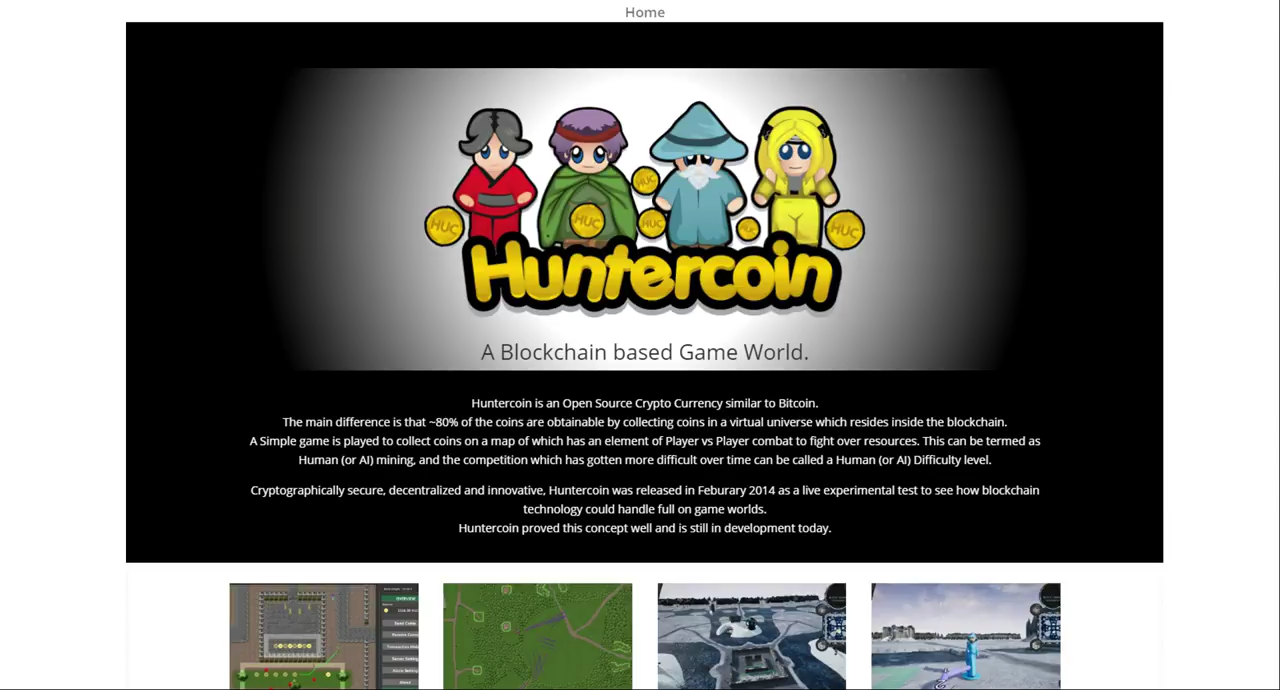 Home
HUC
HUC
HUC
HUC
HUC
HUC
Huntercoin
A Blockchain based Game World.
Huntercoin is an Open Source Crypto Currency similar to Bitcoin.
The main difference is that ~80% of the coins are obtainable by collecting coins in a virtual universe which resides inside the blockchain.
A Simple game is played to collect coins on a map of which has an element of Player vs Player combat to fight over resources. This can be termed as
Human (or AI) mining, and the competition which has gotten more difficult over time can be called a Human (or AI) Difficulty level.
Cryptographically secure, decentralized and innovative, Huntercoin was released in Feburary 2014 as a live experimental test to see how blockchain
technology could handle full on game worlds.
Huntercoin proved this concept well and is still in development today.